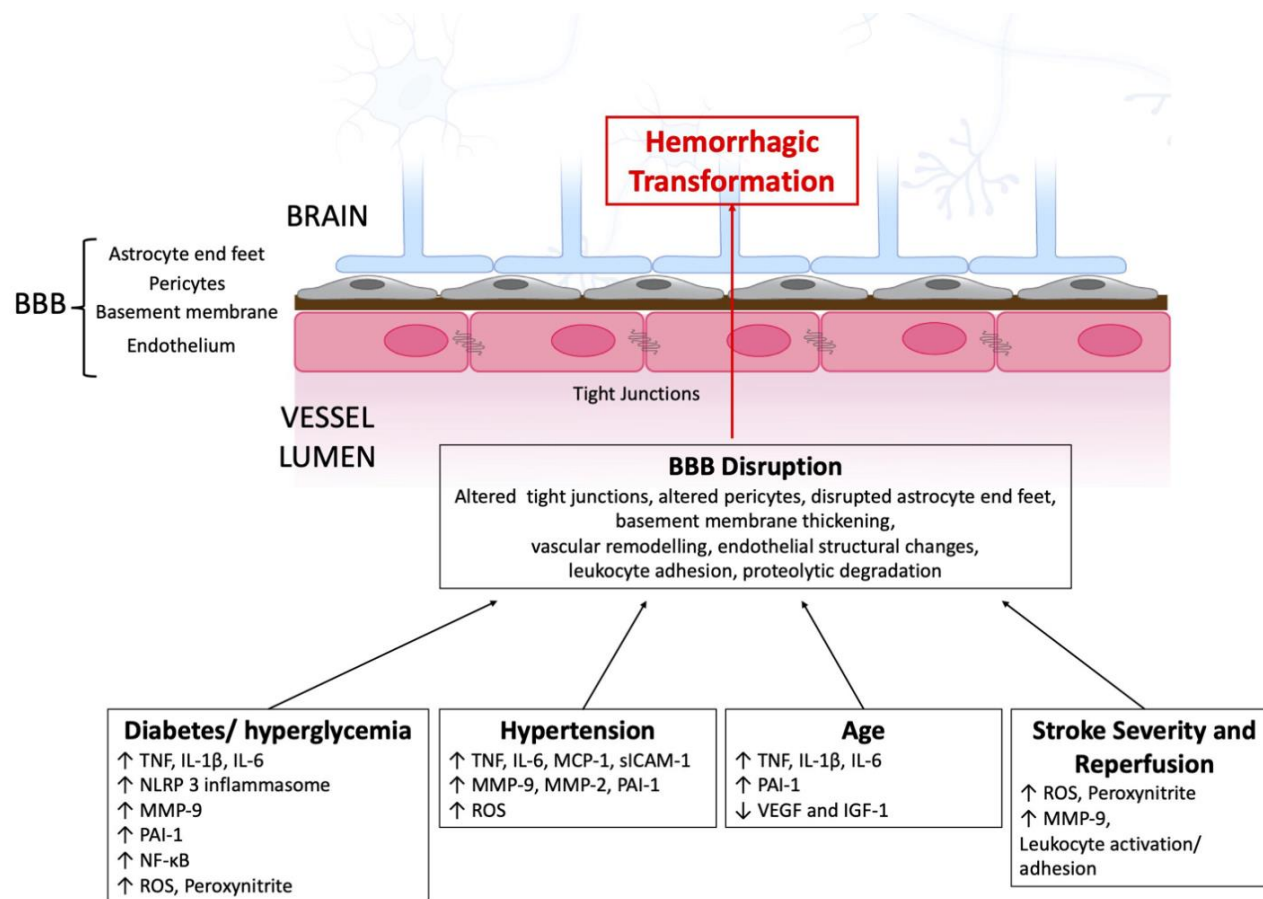 Hemorrhagic
Transformation
BRAIN
BBB
Astrocyte end feet
Pericytes
Basement membrane
Endothelium
Tight Junctions
VESSEL
LUMEN
BBB Disruption
Altered tight junctions, altered pericytes, disrupted astrocyte end feet,
basement membrane thickening,
vascular remodelling, endothelial structural changes,
leukocyte adhesion, proteolytic degradation
Diabetes/ hyperglycemia
↑ TNF, IL-1β, IL-6
↑ NLRP 3 inflammasome
↑ MMP-9
↑ PAI-1
↑ NF-κB
↑ ROS, Peroxynitrite
Hypertension
↑ TNF, IL-6, MCP-1, sICAM-1
↑ MMP-9, MMP-2, PAI-1
↑ ROS
Age
↑ TNF, IL-1β, IL-6
↑ PAI-1
↓ VEGF and IGF-1
Stroke Severity and
Reperfusion
↑ ROS, Peroxynitrite
↑ MMP-9,
Leukocyte activation/
adhesion